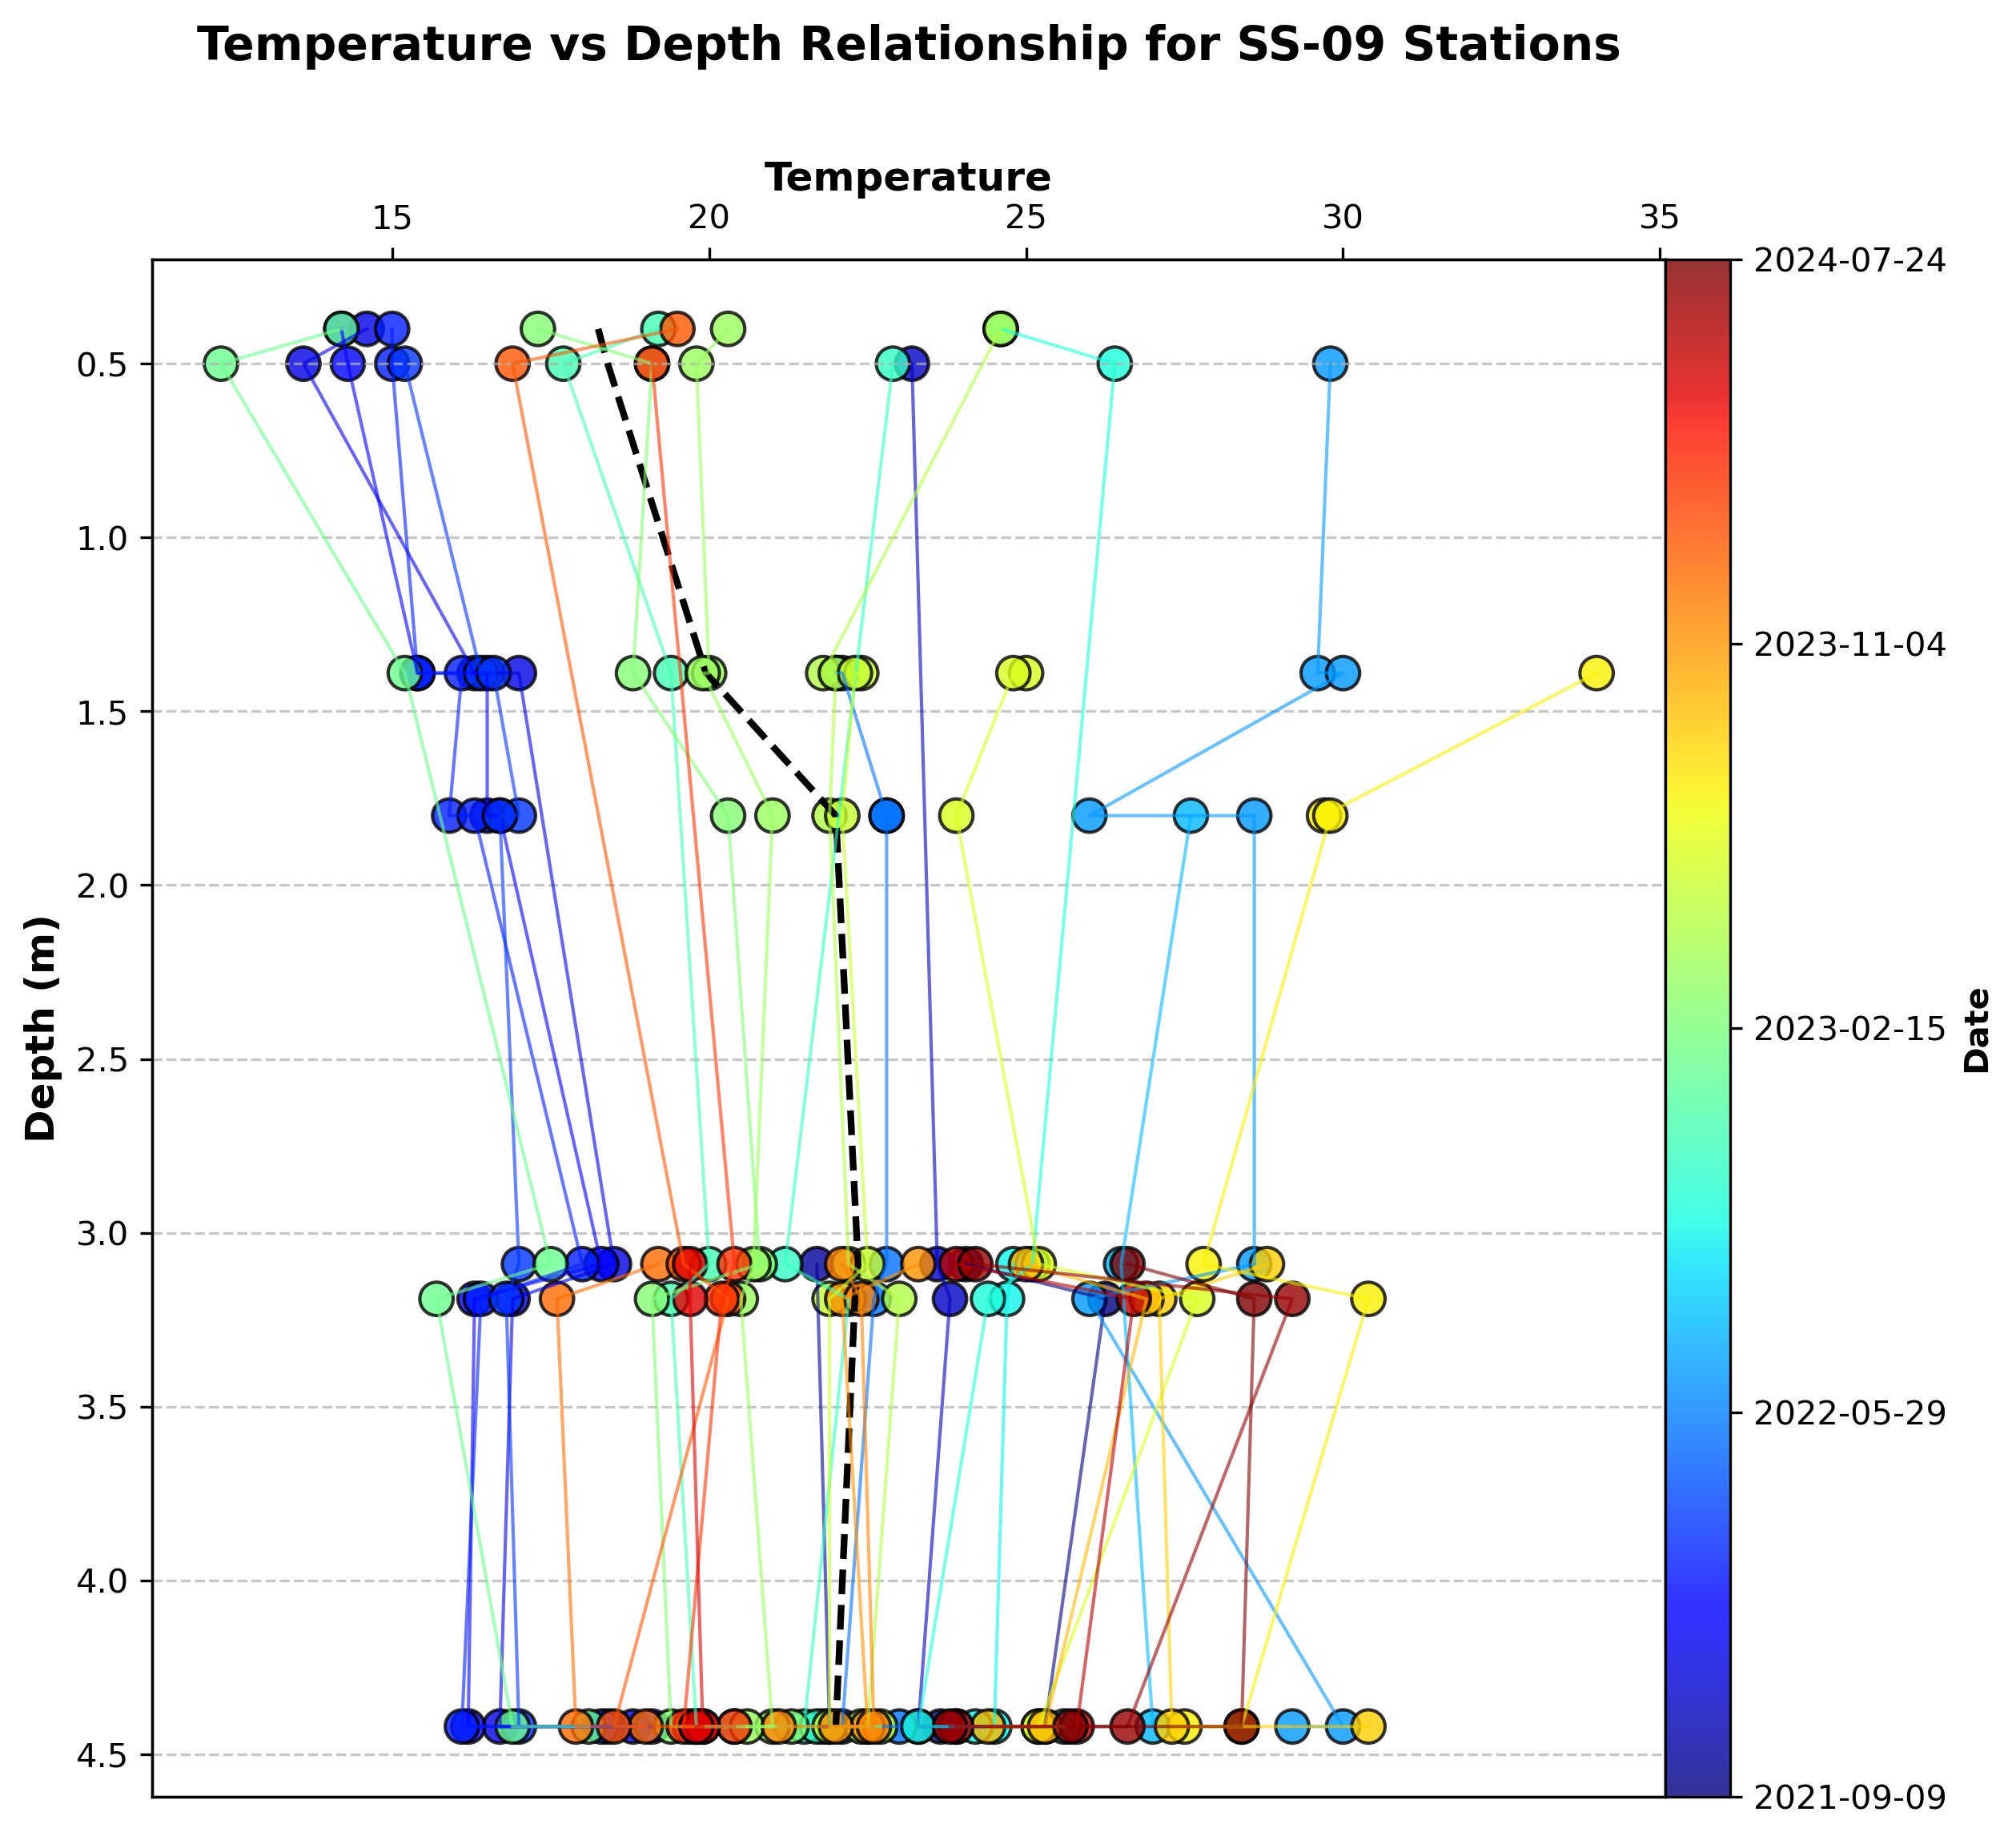 Temperature vs Depth Relationship for SS-09 Stations
Temperature
15 20 25 30 35
2024-07-24
0.5
1.0
2023-11-04
1.5
2.0
Depth (m)
2023-02-15
Date
2.5
3.0
2022-05-29
3.5
4.0
4.5
2021-09-09